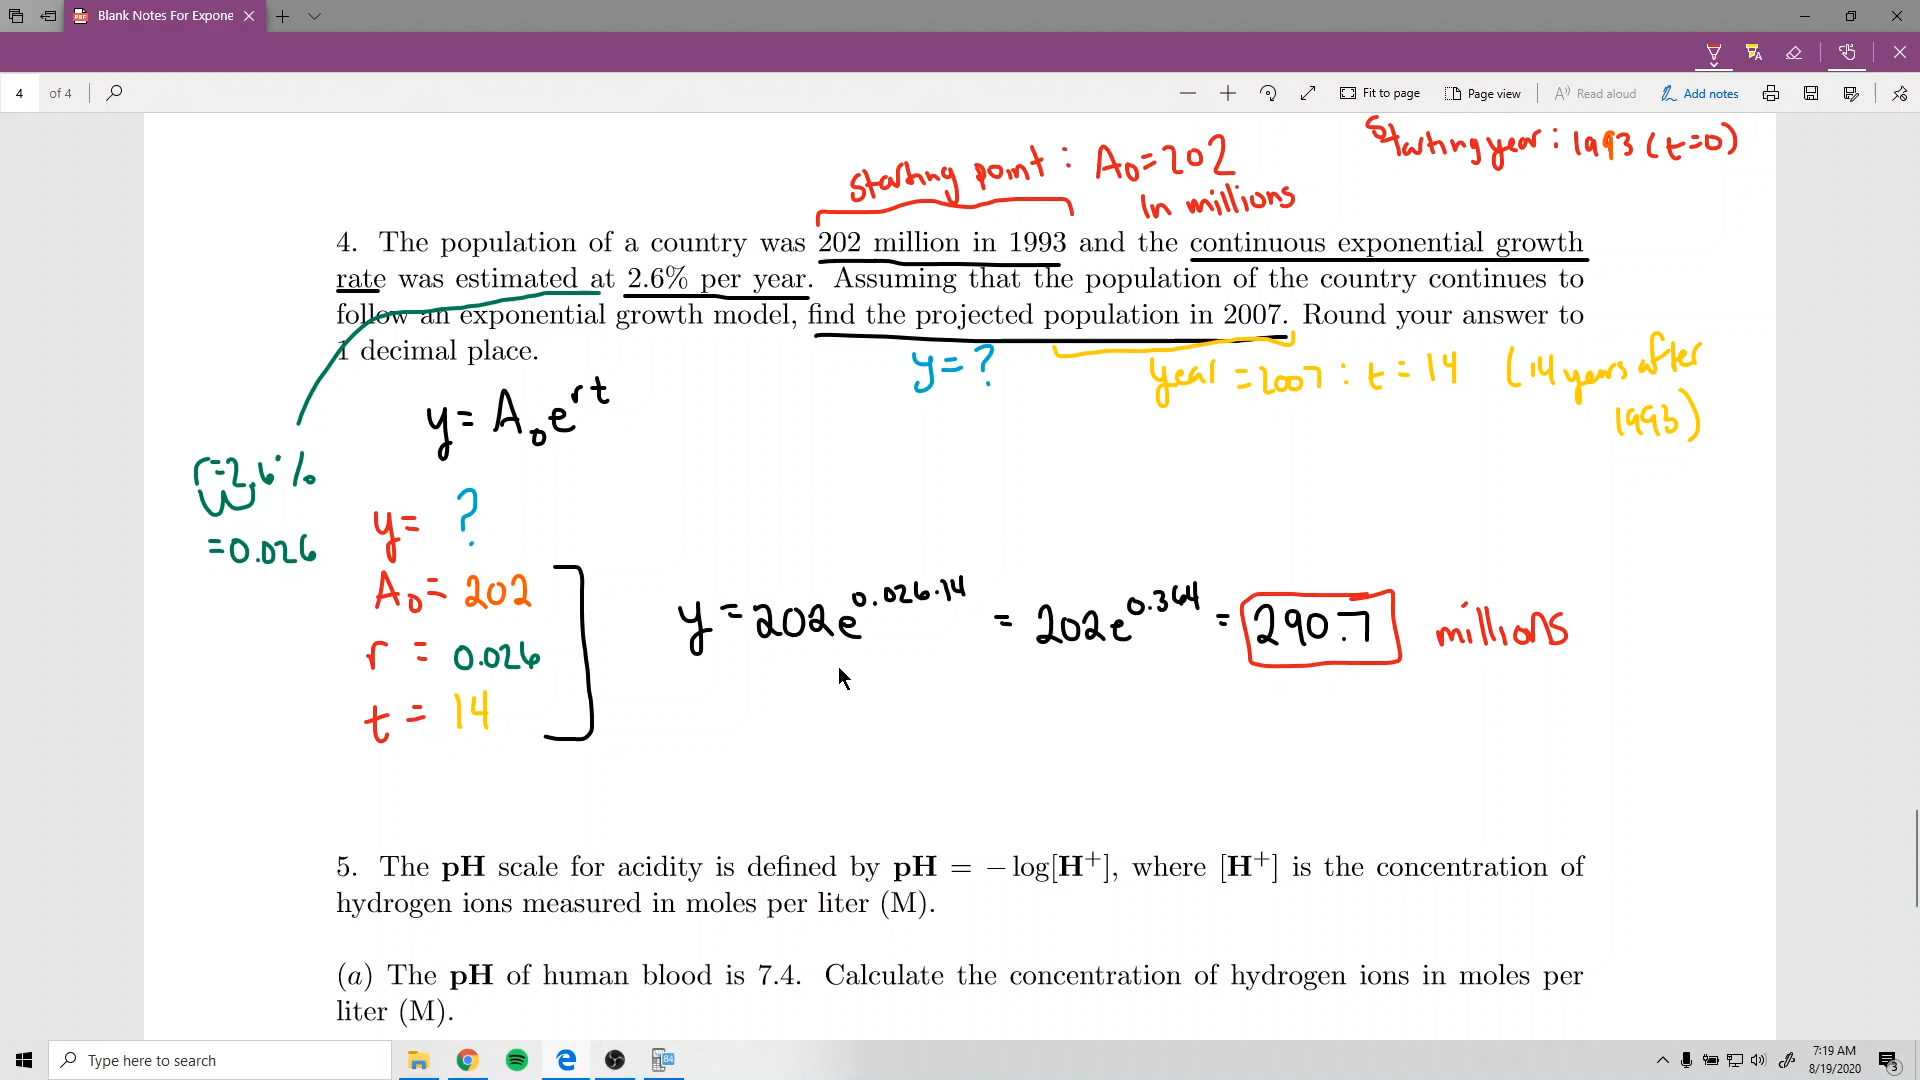 Blank Notes For Expone
4 of 4
Fit to page
Page view
Read aloud
Add notes
Starting year: 1993 (t=0)
starting point: A₀=202
In millions
4. The population of a country was 202 million in 1993 and the continuous exponential growth
rate was estimated at 2.6% per year. Assuming that the population of the country continues to
follow an exponential growth model, find the projected population in 2007. Round your answer to
1 decimal place.
y=?
year =2007: t=14 (14 years after
1993)
y=A₀e^{rt}
r=2.6%
=0.026
y= ?
A₀= 202
r = 0.026
t = 14
y=202e^{0.026·14} = 202e^{0.364} = 290.7 millions
5. The pH scale for acidity is defined by pH = −log[H⁺], where [H⁺] is the concentration of
hydrogen ions measured in moles per liter (M).
(a) The pH of human blood is 7.4. Calculate the concentration of hydrogen ions in moles per
liter (M).
Type here to search
84
7:19 AM
8/19/2020
3